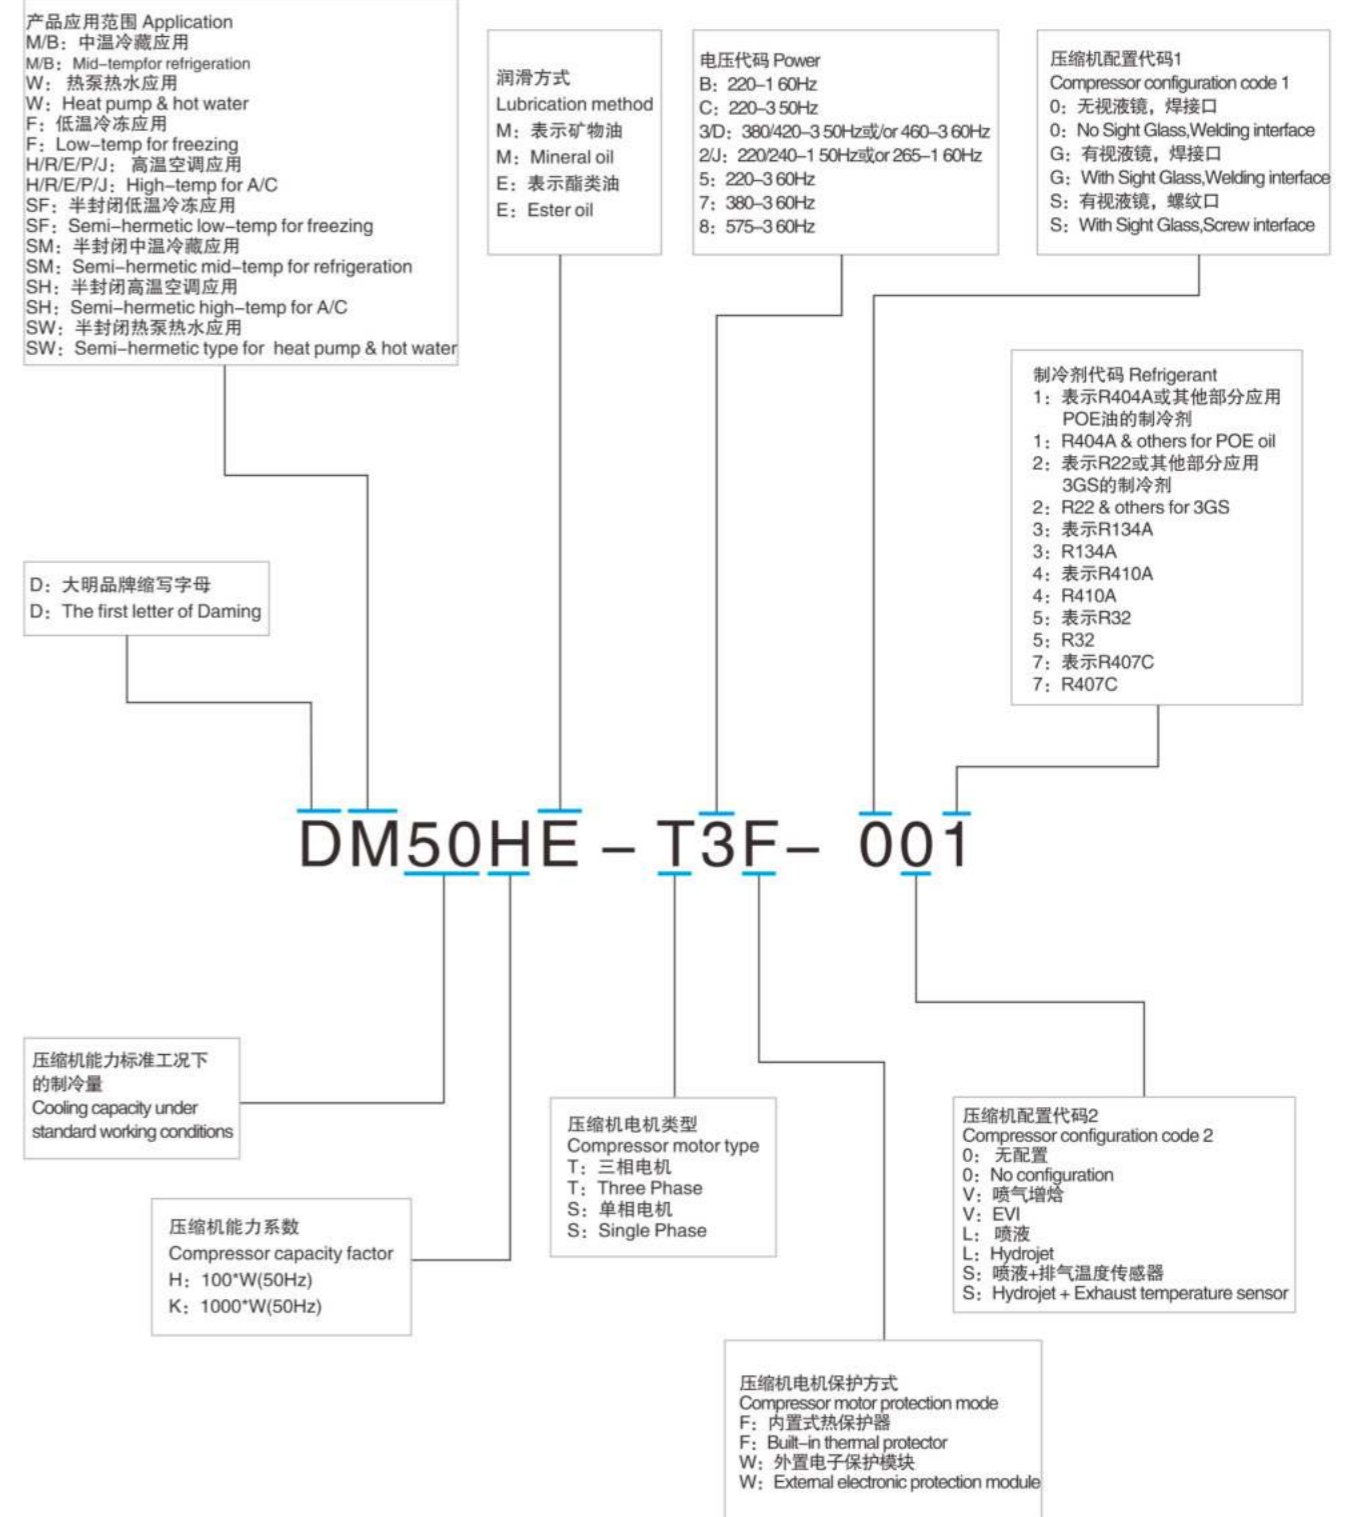 产品应用范围 Application
M/B：中温冷藏应用
M/B：Mid-tempfor refrigeration
W：热泵热水应用
W：Heat pump & hot water
F：低温冷冻应用
F：Low-temp for freezing
H/R/E/P/J：高温空调应用
H/R/E/P/J：High-temp for A/C
SF：半封闭低温冷冻应用
SF：Semi-hermetic low-temp for freezing
SM：半封闭中温冷藏应用
SM：Semi-hermetic mid-temp for refrigeration
SH：半封闭高温空调应用
SH：Semi-hermetic high-temp for A/C
SW：半封闭热泵热水应用
SW：Semi-hermetic type for heat pump & hot water
润滑方式
Lubrication method
M：表示矿物油
M：Mineral oil
E：表示酯类油
E：Ester oil
电压代码 Power
B：220-1 60Hz
C：220-3 50Hz
3/D：380/420-3 50Hz或/or 460-3 60Hz
2/J：220/240-1 50Hz或or 265-1 60Hz
5：220-3 60Hz
7：380-3 60Hz
8：575-3 60Hz
压缩机配置代码1
Compressor configuration code 1
0：无视液镜，焊接口
0：No Sight Glass,Welding interface
G：有视液镜，焊接口
G：With Sight Glass,Welding interface
S：有视液镜，螺纹口
S：With Sight Glass,Screw interface
制冷剂代码 Refrigerant
1：表示R404A或其他部分应用
POE油的制冷剂
1：R404A & others for POE oil
2：表示R22或其他部分应用
3GS的制冷剂
2：R22 & others for 3GS
3：表示R134A
3：R134A
4：表示R410A
4：R410A
5：表示R32
5：R32
7：表示R407C
7：R407C
D：大明品牌缩写字母
D：The first letter of Daming
DM50HE – T3F– 001
压缩机能力标准工况下
的制冷量
Cooling capacity under
standard working conditions
压缩机能力系数
Compressor capacity factor
H：100*W(50Hz)
K：1000*W(50Hz)
压缩机电机类型
Compressor motor type
T：三相电机
T：Three Phase
S：单相电机
S：Single Phase
压缩机配置代码2
Compressor configuration code 2
0：无配置
0：No configuration
V：喷气增焓
V：EVI
L：喷液
L：Hydrojet
S：喷液+排气温度传感器
S：Hydrojet + Exhaust temperature sensor
压缩机电机保护方式
Compressor motor protection mode
F：内置式热保护器
F：Built-in thermal protector
W：外置电子保护模块
W：External electronic protection module